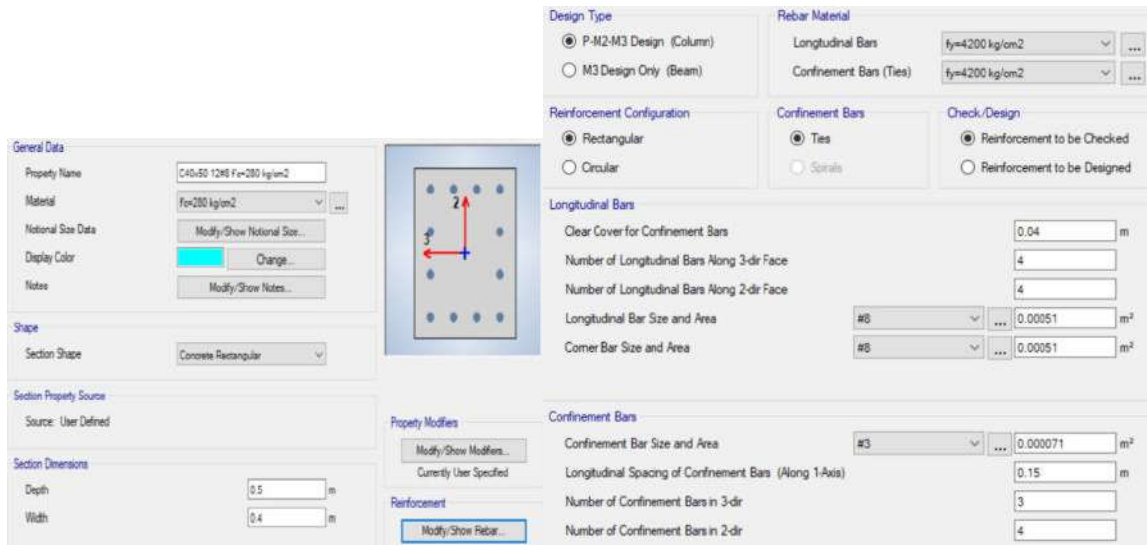 General Data
Property Name
C40x50 12#8 f'c=280 kg/cm2
Material
f'c=280 kg/cm2
...
Notional Size Data
Modify/Show Notional Size...
Display Color
Change...
Notes
Modify/Show Notes...
2
3
Shape
Section Shape
Concrete Rectangular
Section Property Source
Source: User Defined
Section Dimensions
Depth
0.5
m
Width
0.4
m
Property Modifiers
Modify/Show Modifiers...
Currently User Specified
Reinforcement
Modify/Show Rebar...
Design Type
P-M2-M3 Design (Column)
M3 Design Only (Beam)
Rebar Material
Longitudinal Bars
fy=4200 kg/cm2
...
Confinement Bars (Ties)
fy=4200 kg/cm2
...
Reinforcement Configuration
Rectangular
Circular
Confinement Bars
Ties
Spirals
Check/Design
Reinforcement to be Checked
Reinforcement to be Designed
Longitudinal Bars
Clear Cover for Confinement Bars
0.04
m
Number of Longitudinal Bars Along 3-dir Face
4
Number of Longitudinal Bars Along 2-dir Face
4
Longitudinal Bar Size and Area
#8
...
0.00051
m²
Corner Bar Size and Area
#8
...
0.00051
m²
Confinement Bars
Confinement Bar Size and Area
#3
...
0.000071
m²
Longitudinal Spacing of Confinement Bars (Along 1-Axis)
0.15
m
Number of Confinement Bars in 3-dir
3
Number of Confinement Bars in 2-dir
4